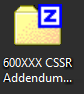 Z
600XXX CSSR
Addendum...